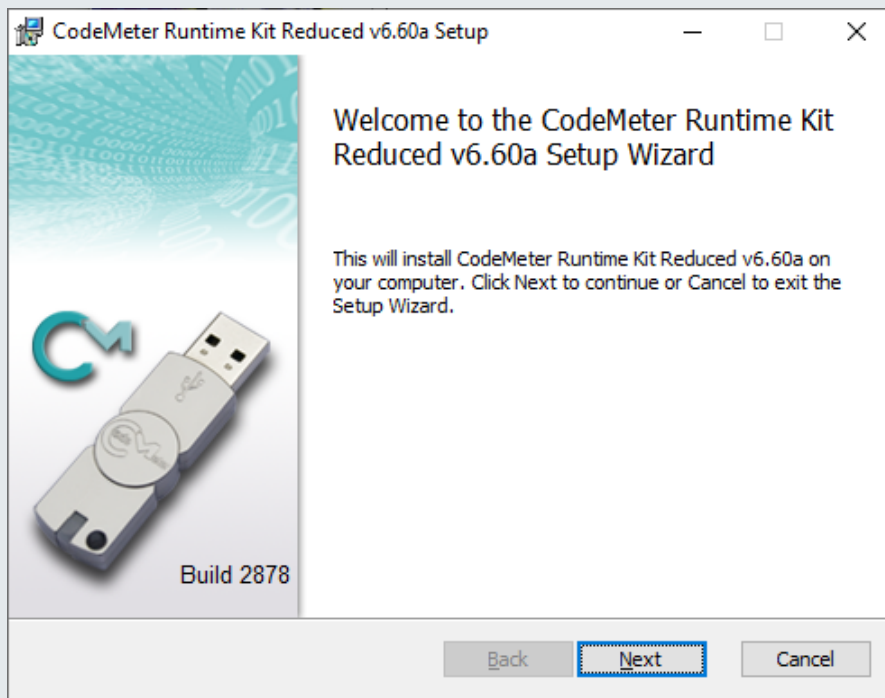 CodeMeter Runtime Kit Reduced v6.60a Setup
Welcome to the CodeMeter Runtime Kit
Reduced v6.60a Setup Wizard
This will install CodeMeter Runtime Kit Reduced v6.60a on
your computer. Click Next to continue or Cancel to exit the
Setup Wizard.
Build 2878
Back
Next
Cancel